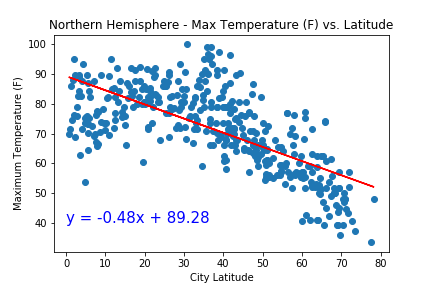 Northern Hemisphere - Max Temperature (F) vs. Latitude
Maximum Temperature (F)
100
90
80
70
60
50
40
y = -0.48x + 89.28
0 10 20 30 40 50 60 70 80
City Latitude